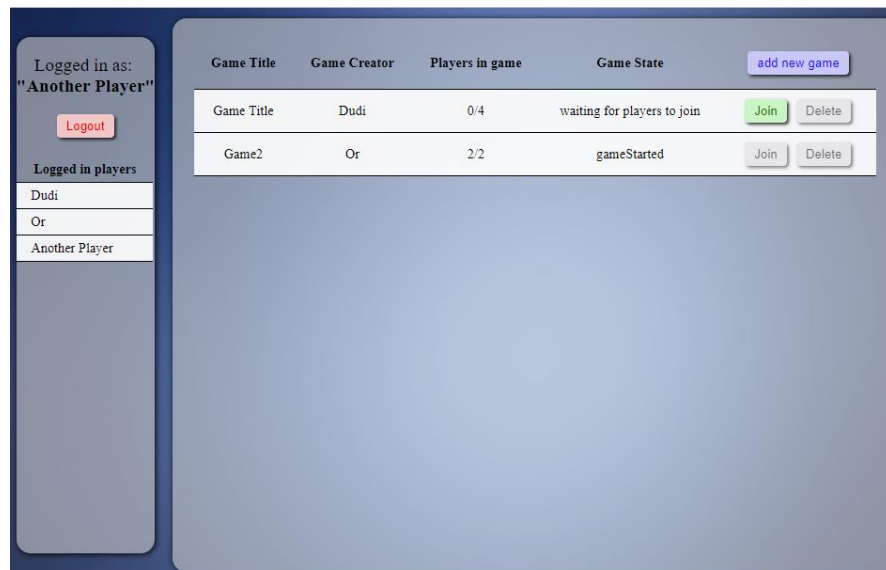 Logged in as:
"Another Player"
Logout
Logged in players
Dudi
Or
Another Player
Game Title Game Creator Players in game Game State add new game
Game Title Dudi 0/4 waiting for players to join Join Delete
Game2 Or 2/2 gameStarted Join Delete